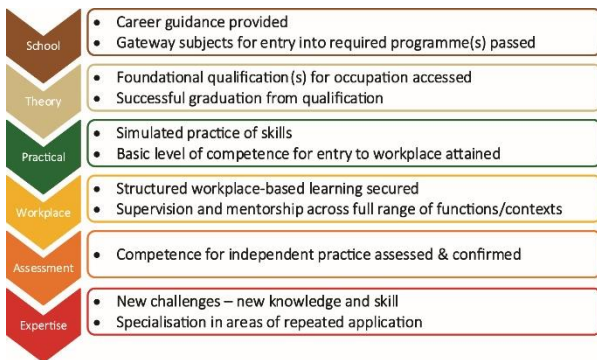 School
• Career guidance provided
• Gateway subjects for entry into required programme(s) passed
Theory
• Foundational qualification(s) for occupation accessed
• Successful graduation from qualification
Practical
• Simulated practice of skills
• Basic level of competence for entry to workplace attained
Workplace
• Structured workplace-based learning secured
• Supervision and mentorship across full range of functions/contexts
Assessment
• Competence for independent practice assessed & confirmed
Expertise
• New challenges – new knowledge and skill
• Specialisation in areas of repeated application